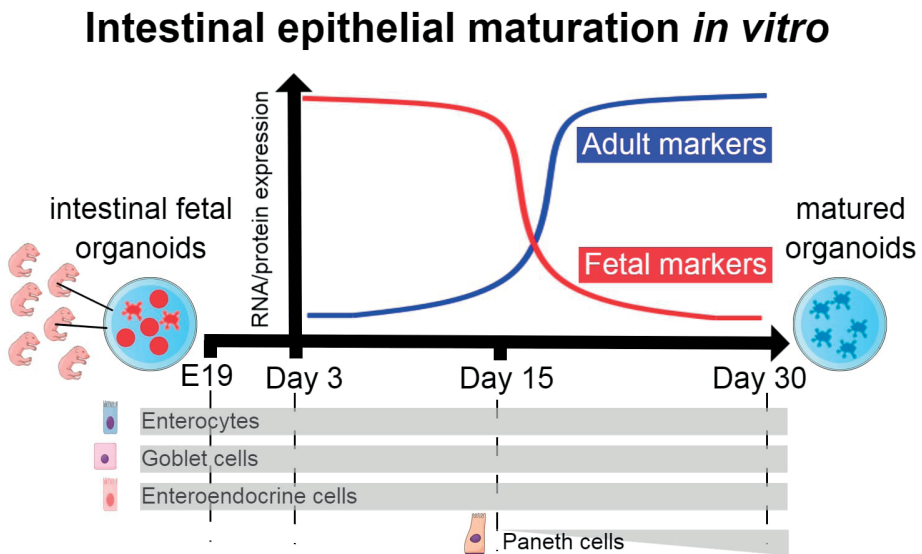 Intestinal epithelial maturation in vitro
RNA/protein expression
Adult markers
Fetal markers
intestinal fetal
organoids
matured
organoids
E19
Day 3
Day 15
Day 30
Enterocytes
Goblet cells
Enteroendocrine cells
Paneth cells